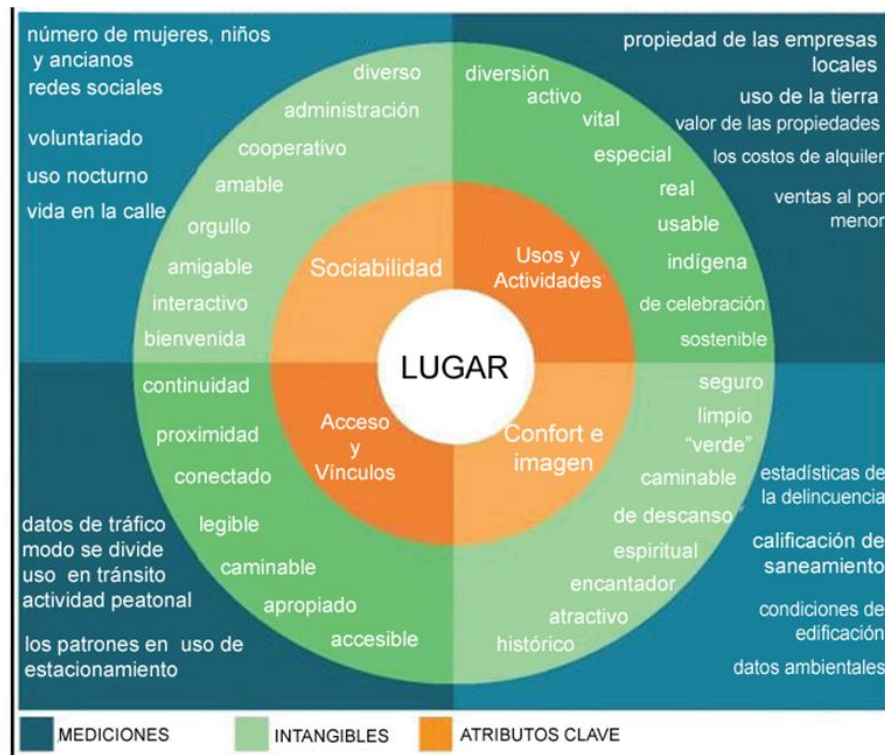 número de mujeres, niños
y ancianos
redes sociales
voluntariado
uso nocturno
vida en la calle
diverso
administración
cooperativo
amable
orgullo
amigable
interactivo
bienvenida
Sociabilidad
diversión
activo
vital
especial
real
usable
indígena
de celebración
sostenible
Usos y
Actividades
propiedad de las empresas
locales
uso de la tierra
valor de las propiedades
los costos de alquiler
ventas al por
menor
LUGAR
continuidad
proximidad
conectado
legible
caminable
apropiado
accesible
Acceso
y
Vínculos
datos de tráfico
modo se divide
uso en tránsito
actividad peatonal
los patrones en uso de
estacionamiento
Confort e
imagen
seguro
limpio
"verde"
caminable
de descanso
espiritual
encantador
atractivo
histórico
estadísticas de
la delincuencia
calificación de
saneamiento
condiciones de
edificación
datos ambientales
MEDICIONES
INTANGIBLES
ATRIBUTOS CLAVE